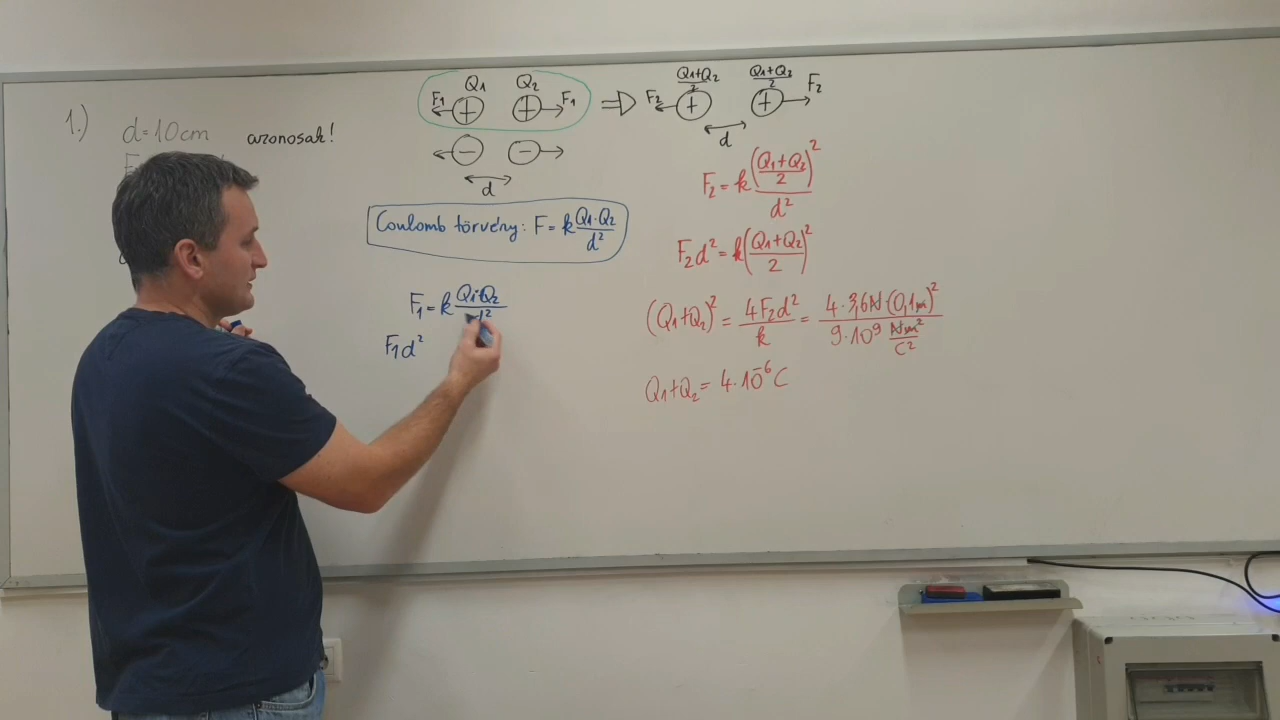 1.)
d=10cm azonosak!
F
Q₁ Q₂
F₁ + + F₁ ⇒
− −
d
Coulomb törvény: F = k Q₁·Q₂/d²
F₁ = k Q₁·Q₂/d²
F₁d²
(Q₁+Q₂)/2 (Q₁+Q₂)/2
F₂ + + F₂
d
F₂ = k ((Q₁+Q₂)/2)²/d²
F₂d² = k((Q₁+Q₂)/2)²
(Q₁+Q₂)² = 4F₂d²/k = 4·3,6N·(0,1m)²/(9·10⁹ Nm²/C²)
Q₁+Q₂ = 4·10⁻⁶C